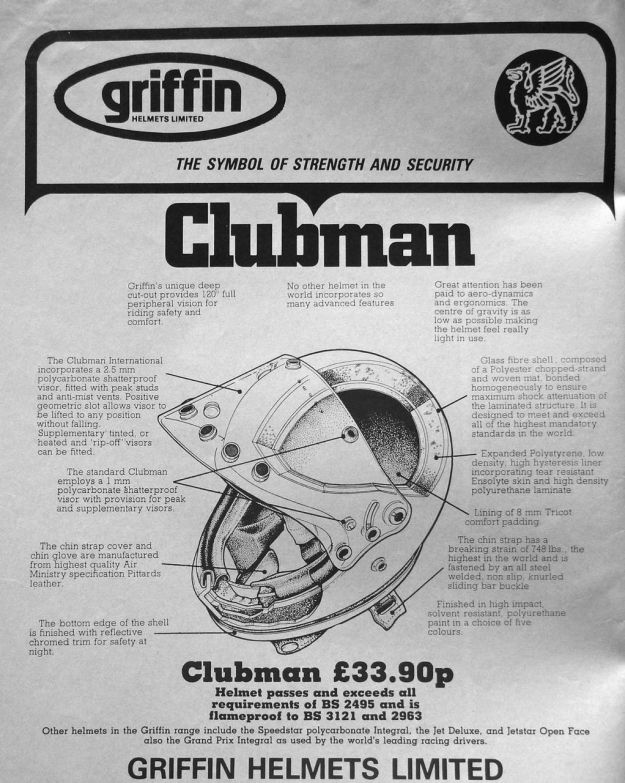 griffin
HELMETS LIMITED
THE SYMBOL OF STRENGTH AND SECURITY
Clubman
Griffin's unique deep
cut-out provides 120° full
peripheral vision for
riding safety and
comfort.
No other helmet in the
world incorporates so
many advanced features
Great attention has been
paid to aero-dynamics
and ergonomics. The
centre of gravity is as
low as possible making
the helmet feel really
light in use.
The Clubman International
incorporates a 2.5 mm
polycarbonate shatterproof
visor, fitted with peak studs
and anti-mist vents. Positive
geometric slot allows visor to
be lifted to any position
without falling.
Supplementary tinted, or
heated and 'rip-off' visors
can be fitted.
The standard Clubman
employs a 1 mm
polycarbonate shatterproof
visor with provision for peak
and supplementary visors.
The chin strap cover and
chin glove are manufactured
from highest quality Air
Ministry specification Pittards
leather.
The bottom edge of the shell
is finished with reflective
chromed trim for safety at
night.
Glass fibre shell, composed
of a Polyester chopped-strand
and woven mat, bonded
homogeneously to ensure
maximum shock attenuation of
the laminated structure. It is
designed to meet and exceed
all of the highest mandatory
standards in the world.
Expanded Polystyrene, low
density, high hysteresis liner
incorporating tear resistant
Ensolyte skin and high density
polyurethane laminate
Lining of 8 mm Tricot
comfort padding.
The chin strap has a
breaking strain of 748 lbs., the
highest in the world and is
fastened by an all steel
welded, non slip, knurled
sliding bar buckle
Finished in high impact,
solvent resistant, polyurethane
paint in a choice of five
colours.
Clubman £33.90p
Helmet passes and exceeds all
requirements of BS 2495 and is
flameproof to BS 3121 and 2963
Other helmets in the Griffin range include the Speedstar polycarbonate Integral, the Jet Deluxe, and Jetstar Open Face
also the Grand Prix Integral as used by the world's leading racing drivers.
GRIFFIN HELMETS LIMITED